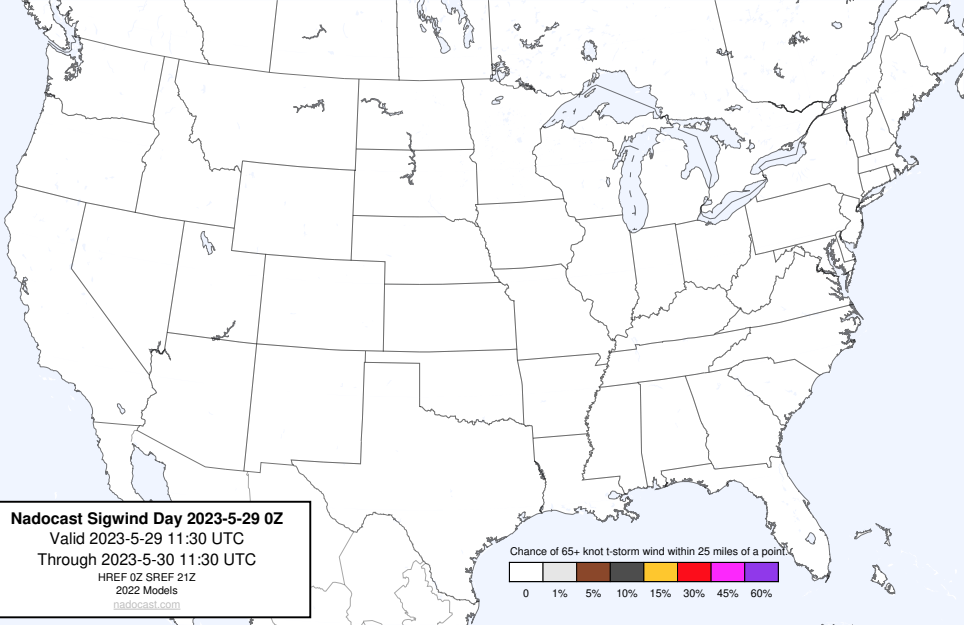 Nadocast Sigwind Day 2023-5-29 0Z
Valid 2023-5-29 11:30 UTC
Through 2023-5-30 11:30 UTC
HREF 0Z SREF 21Z
2022 Models
nadocast.com
Chance of 65+ knot t-storm wind within 25 miles of a point.
0 1% 5% 10% 15% 30% 45% 60%